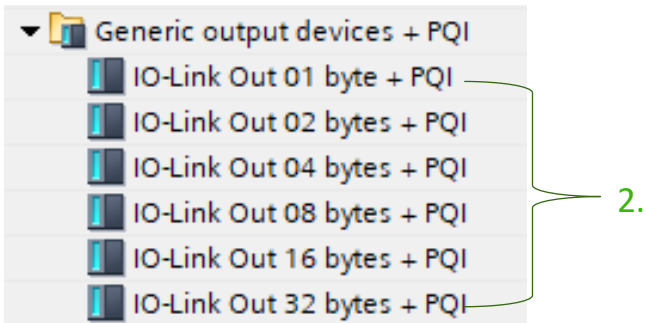 Generic output devices + PQI
IO-Link Out 01 byte + PQI
IO-Link Out 02 bytes + PQI
IO-Link Out 04 bytes + PQI
IO-Link Out 08 bytes + PQI
IO-Link Out 16 bytes + PQI
IO-Link Out 32 bytes + PQI
2.